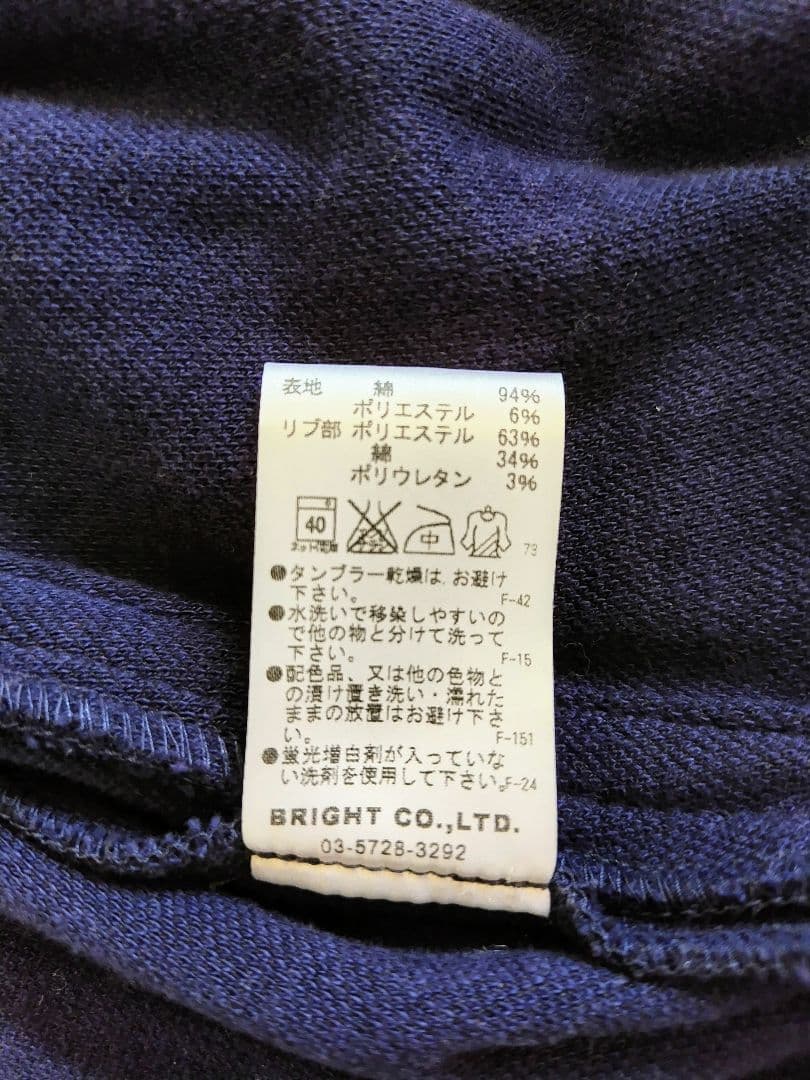 表地 綿 94%
ポリエステル 6%
リブ部 ポリエステル 63%
綿 34%
ポリウレタン 3%
40 中
73
●タンブラー乾燥は、お避け
下さい。 F-42
●水洗いで移染しやすいの
で他の物と分けて洗って
下さい。 F-15
●配色品、又は他の色物と
の漬け置き洗い・濡れた
ままの放置はお避け下さ
い。 F-151
●蛍光増白剤が入っていな
い洗剤を使用して下さい。F-24
BRIGHT CO.,LTD.
03-5728-3292